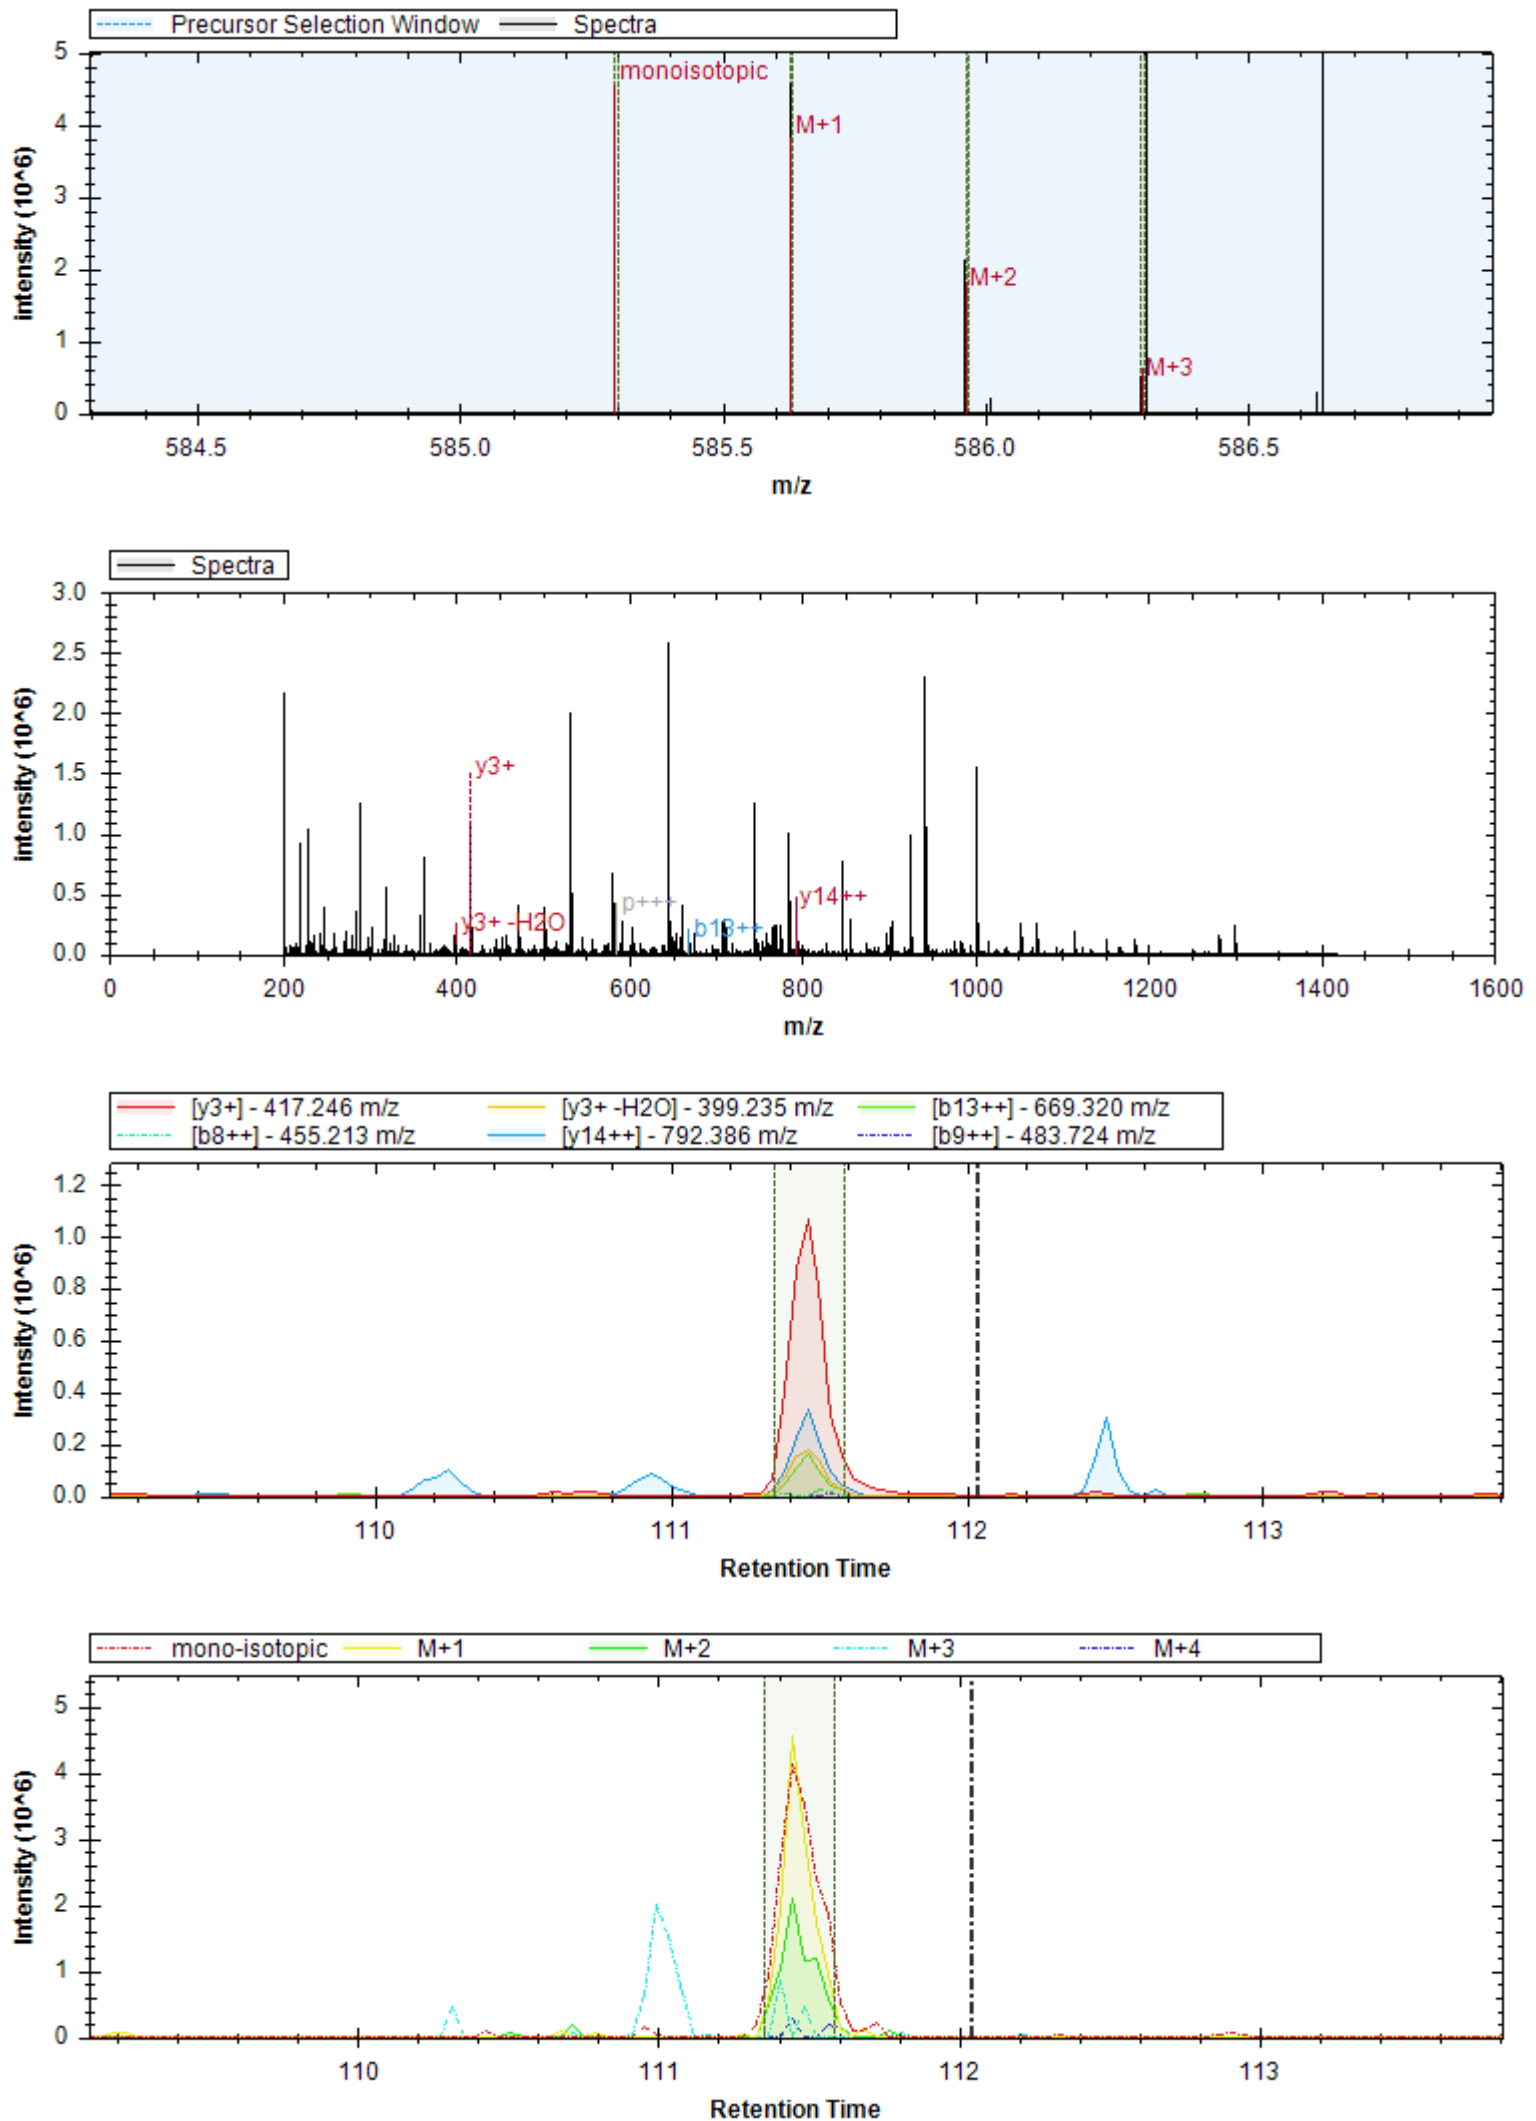 Precursor Selection Window Spectra
5
monoisotopic
4
M+1
3
2
M+2
1
M+3
0
intensity (10^6)
584.5 585.0 585.5 586.0 586.5
m/z
Spectra
3.0
2.5
2.0
1.5
y3+
1.0
0.5
y3+ -H2O p+++ b13++ y14++
0.0
intensity (10^6)
0 200 400 600 800 1000 1200 1400 1600
m/z
[y3+] - 417.246 m/z [y3+ -H2O] - 399.235 m/z [b13++] - 669.320 m/z
[b8++] - 455.213 m/z [y14++] - 792.386 m/z [b9++] - 483.724 m/z
1.2
1.0
0.8
0.6
0.4
0.2
0.0
Intensity (10^6)
110 111 112 113
Retention Time
mono-isotopic M+1 M+2 M+3 M+4
5
4
3
2
1
0
Intensity (10^6)
110 111 112 113
Retention Time